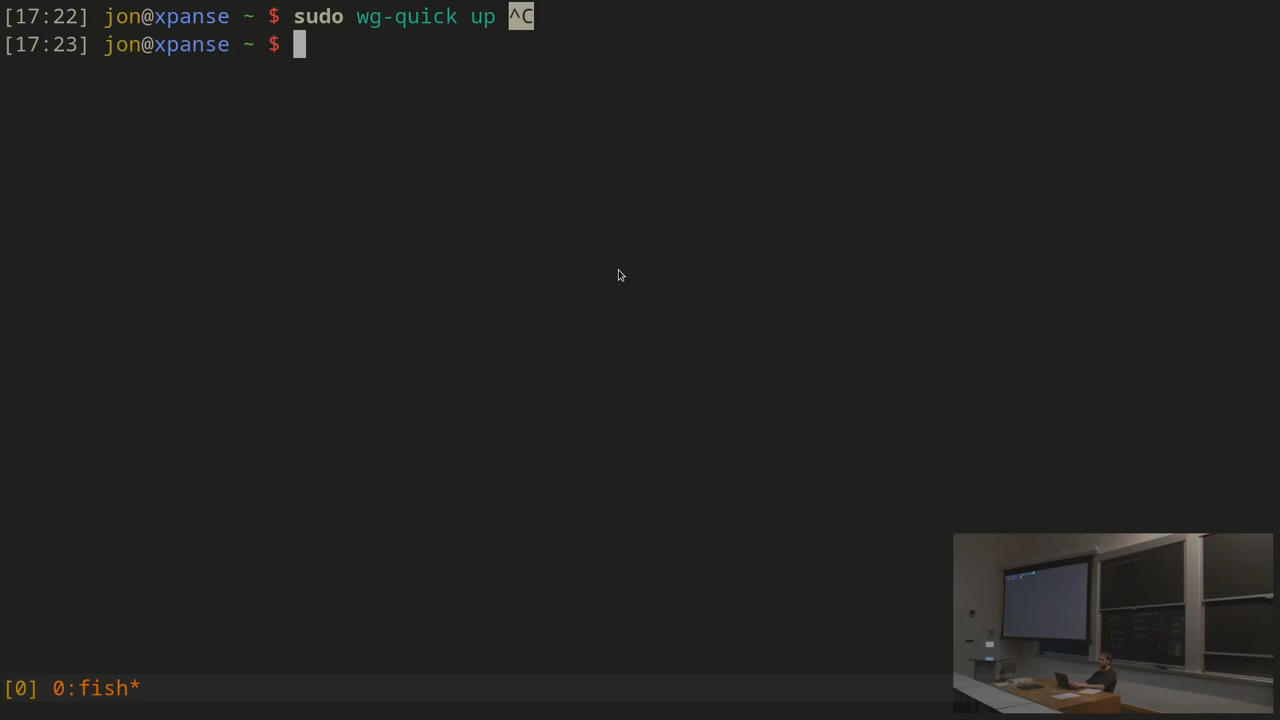 [17:22] jon@xpanse ~ $ sudo wg-quick up ^C
[17:23] jon@xpanse ~ $
[0] 0:fish*